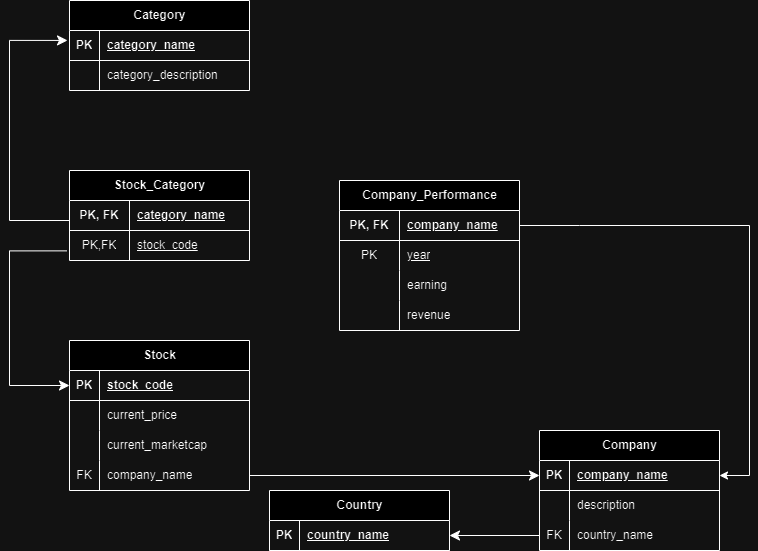 Category
PK category_name
category_description
Stock_Category
PK, FK category_name
PK,FK stock_code
Company_Performance
PK, FK company_name
PK year
earning
revenue
Stock
PK stock_code
current_price
current_marketcap
FK company_name
Company
PK company_name
description
FK country_name
Country
PK country_name